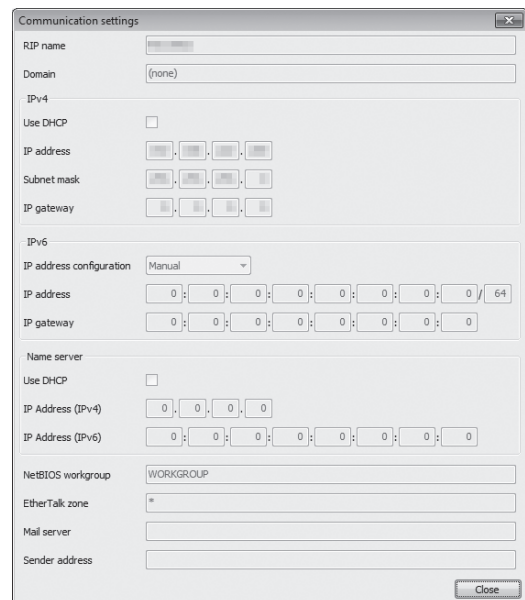 Communication settings
RIP name
Domain (none)
IPv4
Use DHCP
IP address . . .
Subnet mask . . .
IP gateway . . .
IPv6
IP address configuration Manual
IP address 0 : 0 : 0 : 0 : 0 : 0 : 0 : 0 / 64
IP gateway 0 : 0 : 0 : 0 : 0 : 0 : 0 : 0
Name server
Use DHCP
IP Address (IPv4) 0 . 0 . 0 . 0
IP Address (IPv6) 0 : 0 : 0 : 0 : 0 : 0 : 0 : 0
NetBIOS workgroup WORKGROUP
EtherTalk zone *
Mail server
Sender address
Close